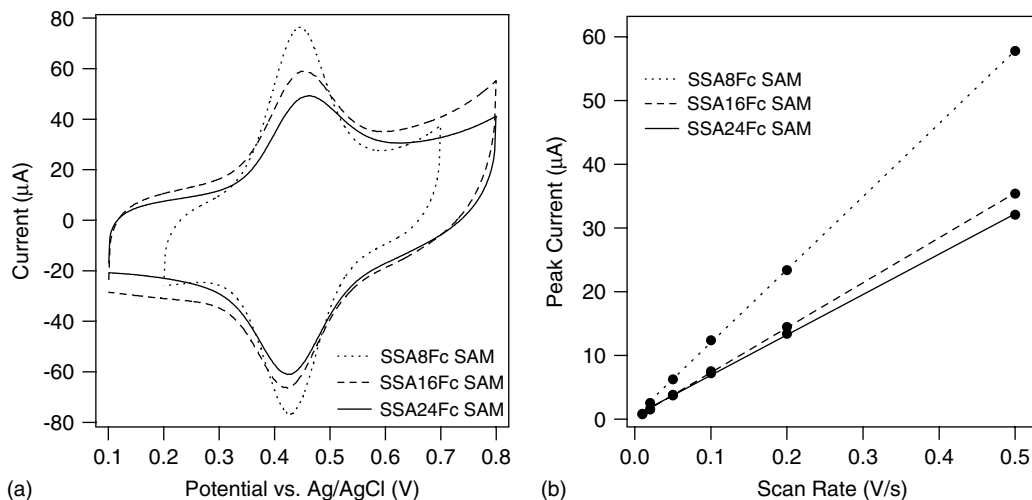 80
60
40
20
0
-20
-40
-60
-80
Current (µA)
SSA8Fc SAM
SSA16Fc SAM
SSA24Fc SAM
0.1 0.2 0.3 0.4 0.5 0.6 0.7 0.8
(a)
Potential vs. Ag/AgCl (V)
60
50
40
30
20
10
0
Peak Current (µA)
SSA8Fc SAM
SSA16Fc SAM
SSA24Fc SAM
0.0 0.1 0.2 0.3 0.4 0.5
(b)
Scan Rate (V/s)